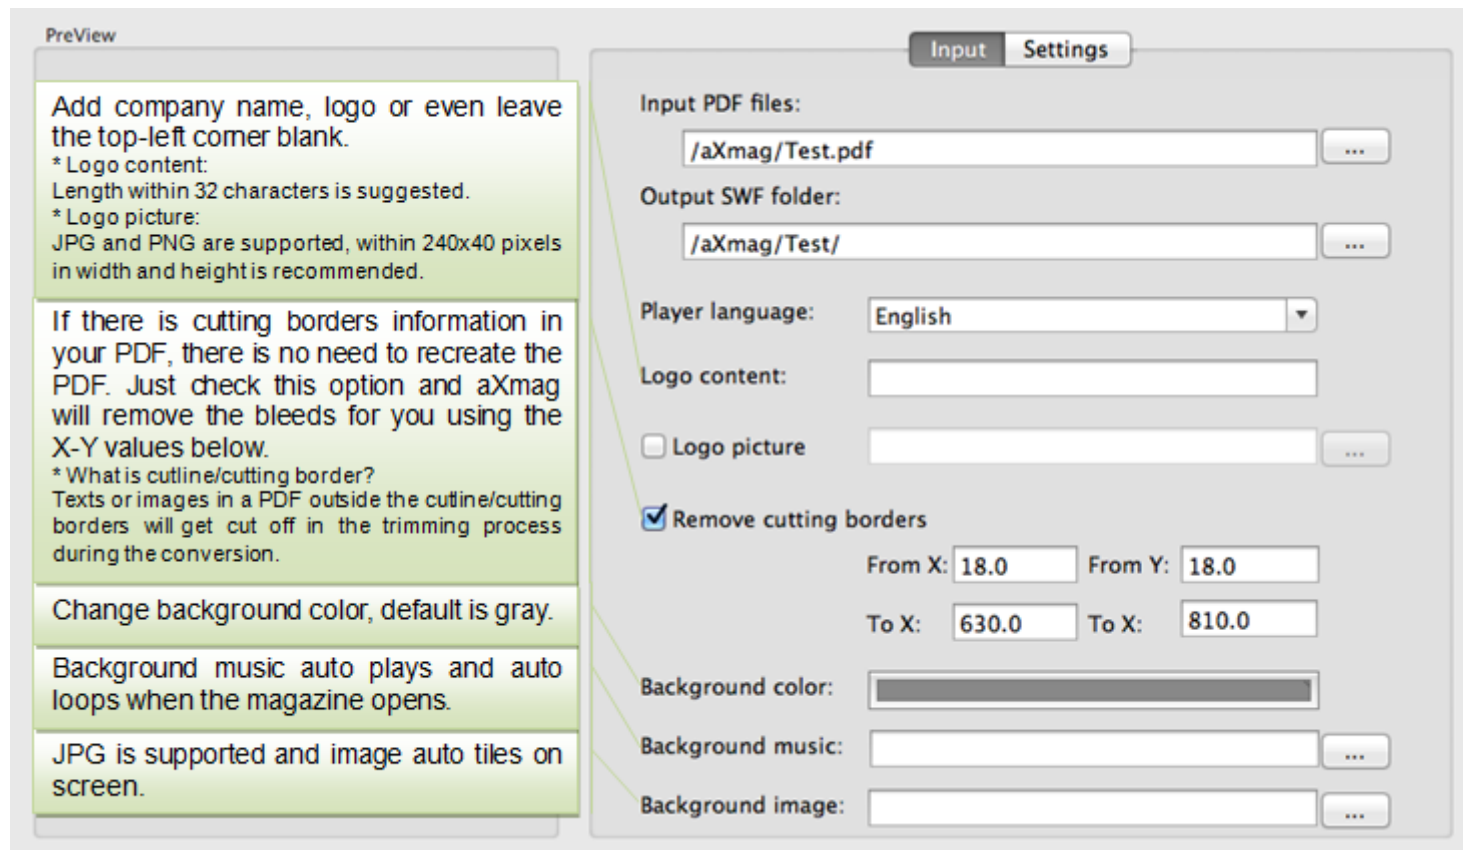 PreView
Add company name, logo or even leave
the top-left corner blank.
* Logo content:
Length within 32 characters is suggested.
* Logo picture:
JPG and PNG are supported, within 240x40 pixels
in width and height is recommended.
If there is cutting borders information in
your PDF, there is no need to recreate the
PDF. Just check this option and aXmag
will remove the bleeds for you using the
X-Y values below.
* What is cutline/cutting border?
Texts or images in a PDF outside the cutline/cutting
borders will get cut off in the trimming process
during the conversion.
Change background color, default is gray.
Background music auto plays and auto
loops when the magazine opens.
JPG is supported and image auto tiles on
screen.
Input Settings
Input PDF files:
/aXmag/Test.pdf ...
Output SWF folder:
/aXmag/Test/ ...
Player language: English
Logo content:
Logo picture ...
Remove cutting borders
From X: 18.0 From Y: 18.0
To X: 630.0 To X: 810.0
Background color:
Background music: ...
Background image: ...